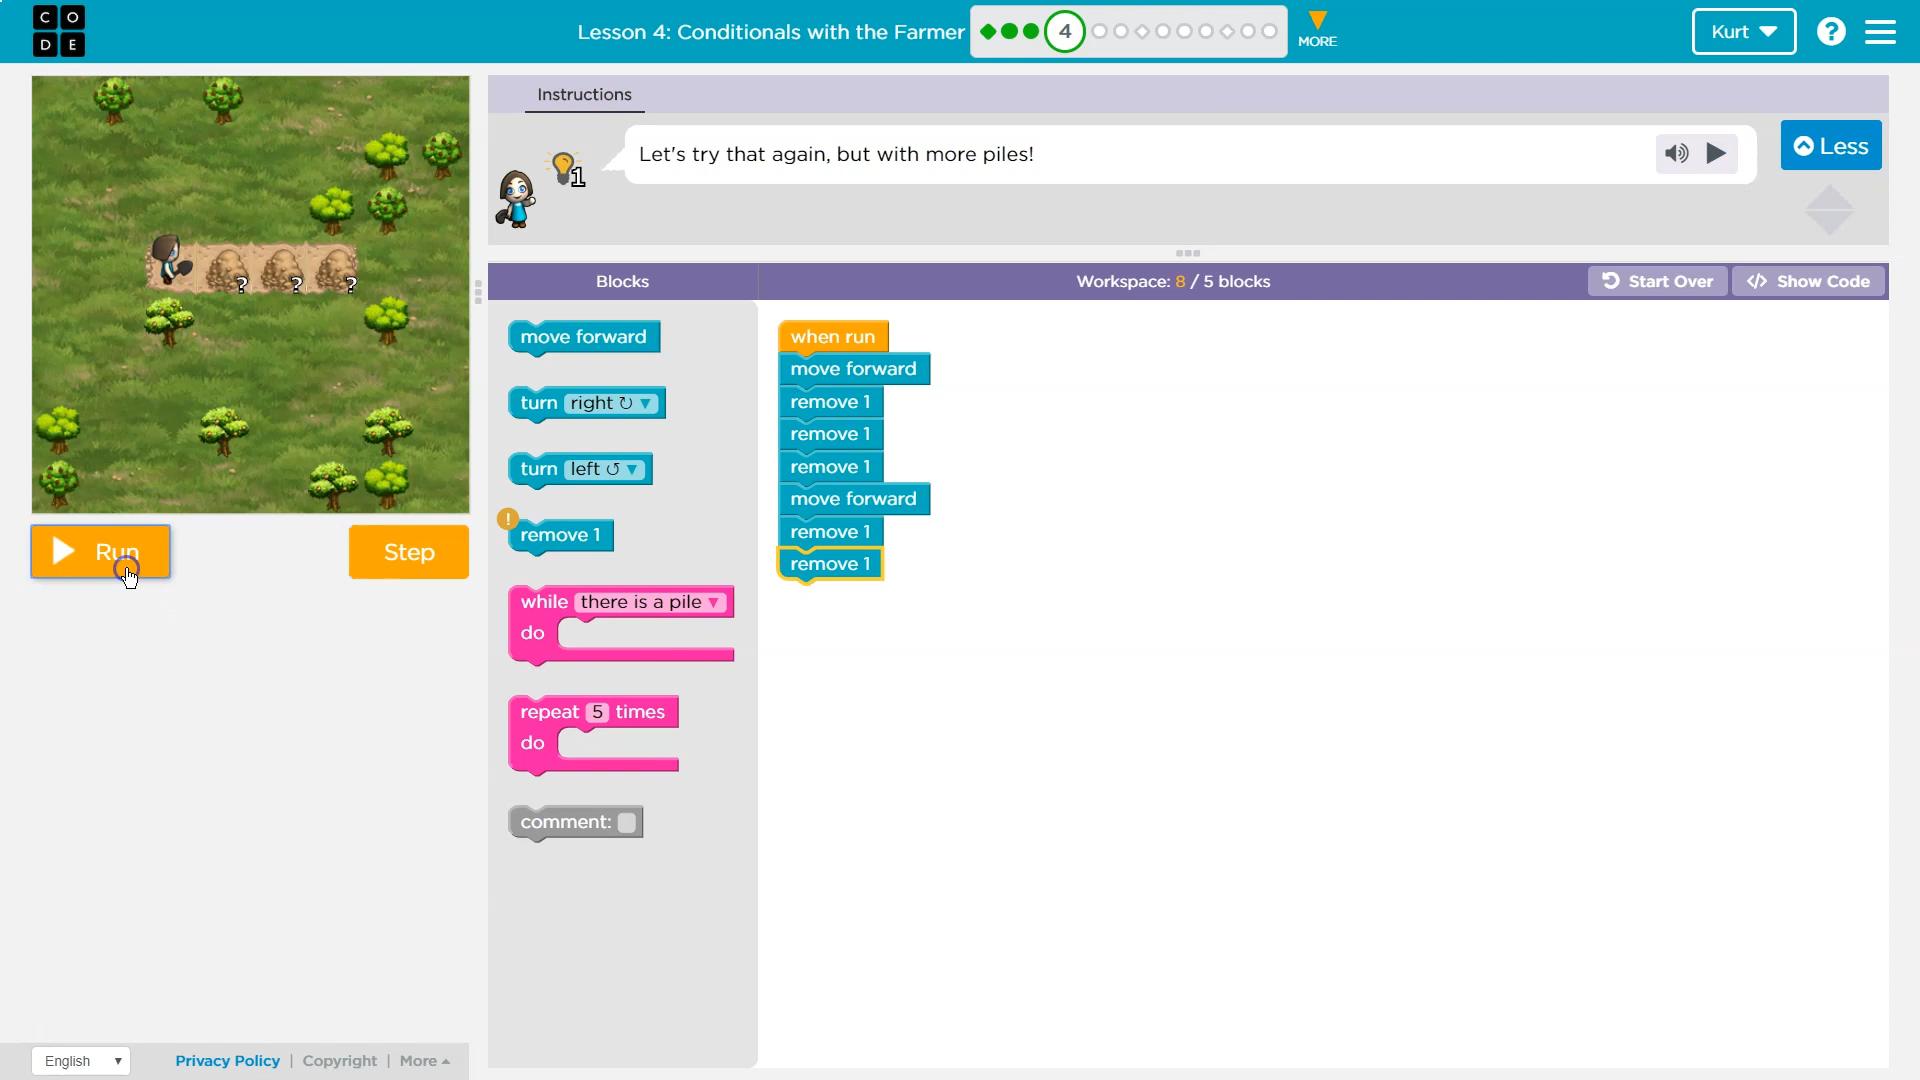 C O
D E
Lesson 4: Conditionals with the Farmer
4
MORE
Kurt
?
Instructions
1
Let's try that again, but with more piles!
Less
? ? ?
Run
Step
Blocks
Workspace: 8 / 5 blocks
Start Over
</> Show Code
move forward
turn right ↻ ▼
turn left ↺ ▼
!
remove 1
while there is a pile ▼
do
repeat 5 times
do
comment:
when run
move forward
remove 1
remove 1
remove 1
move forward
remove 1
remove 1
English
Privacy Policy | Copyright | More